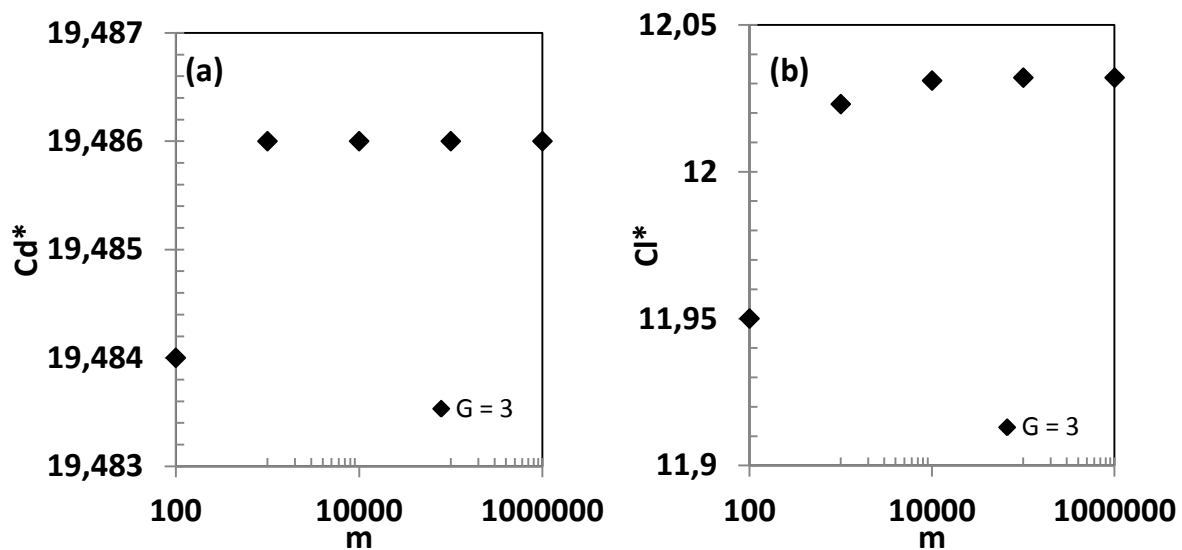 19,487
(a)
19,486
19,485
19,484
19,483
Cd*
G = 3
100
10000
1000000
m
12,05
(b)
12
11,95
11,9
Cl*
G = 3
100
10000
1000000
m